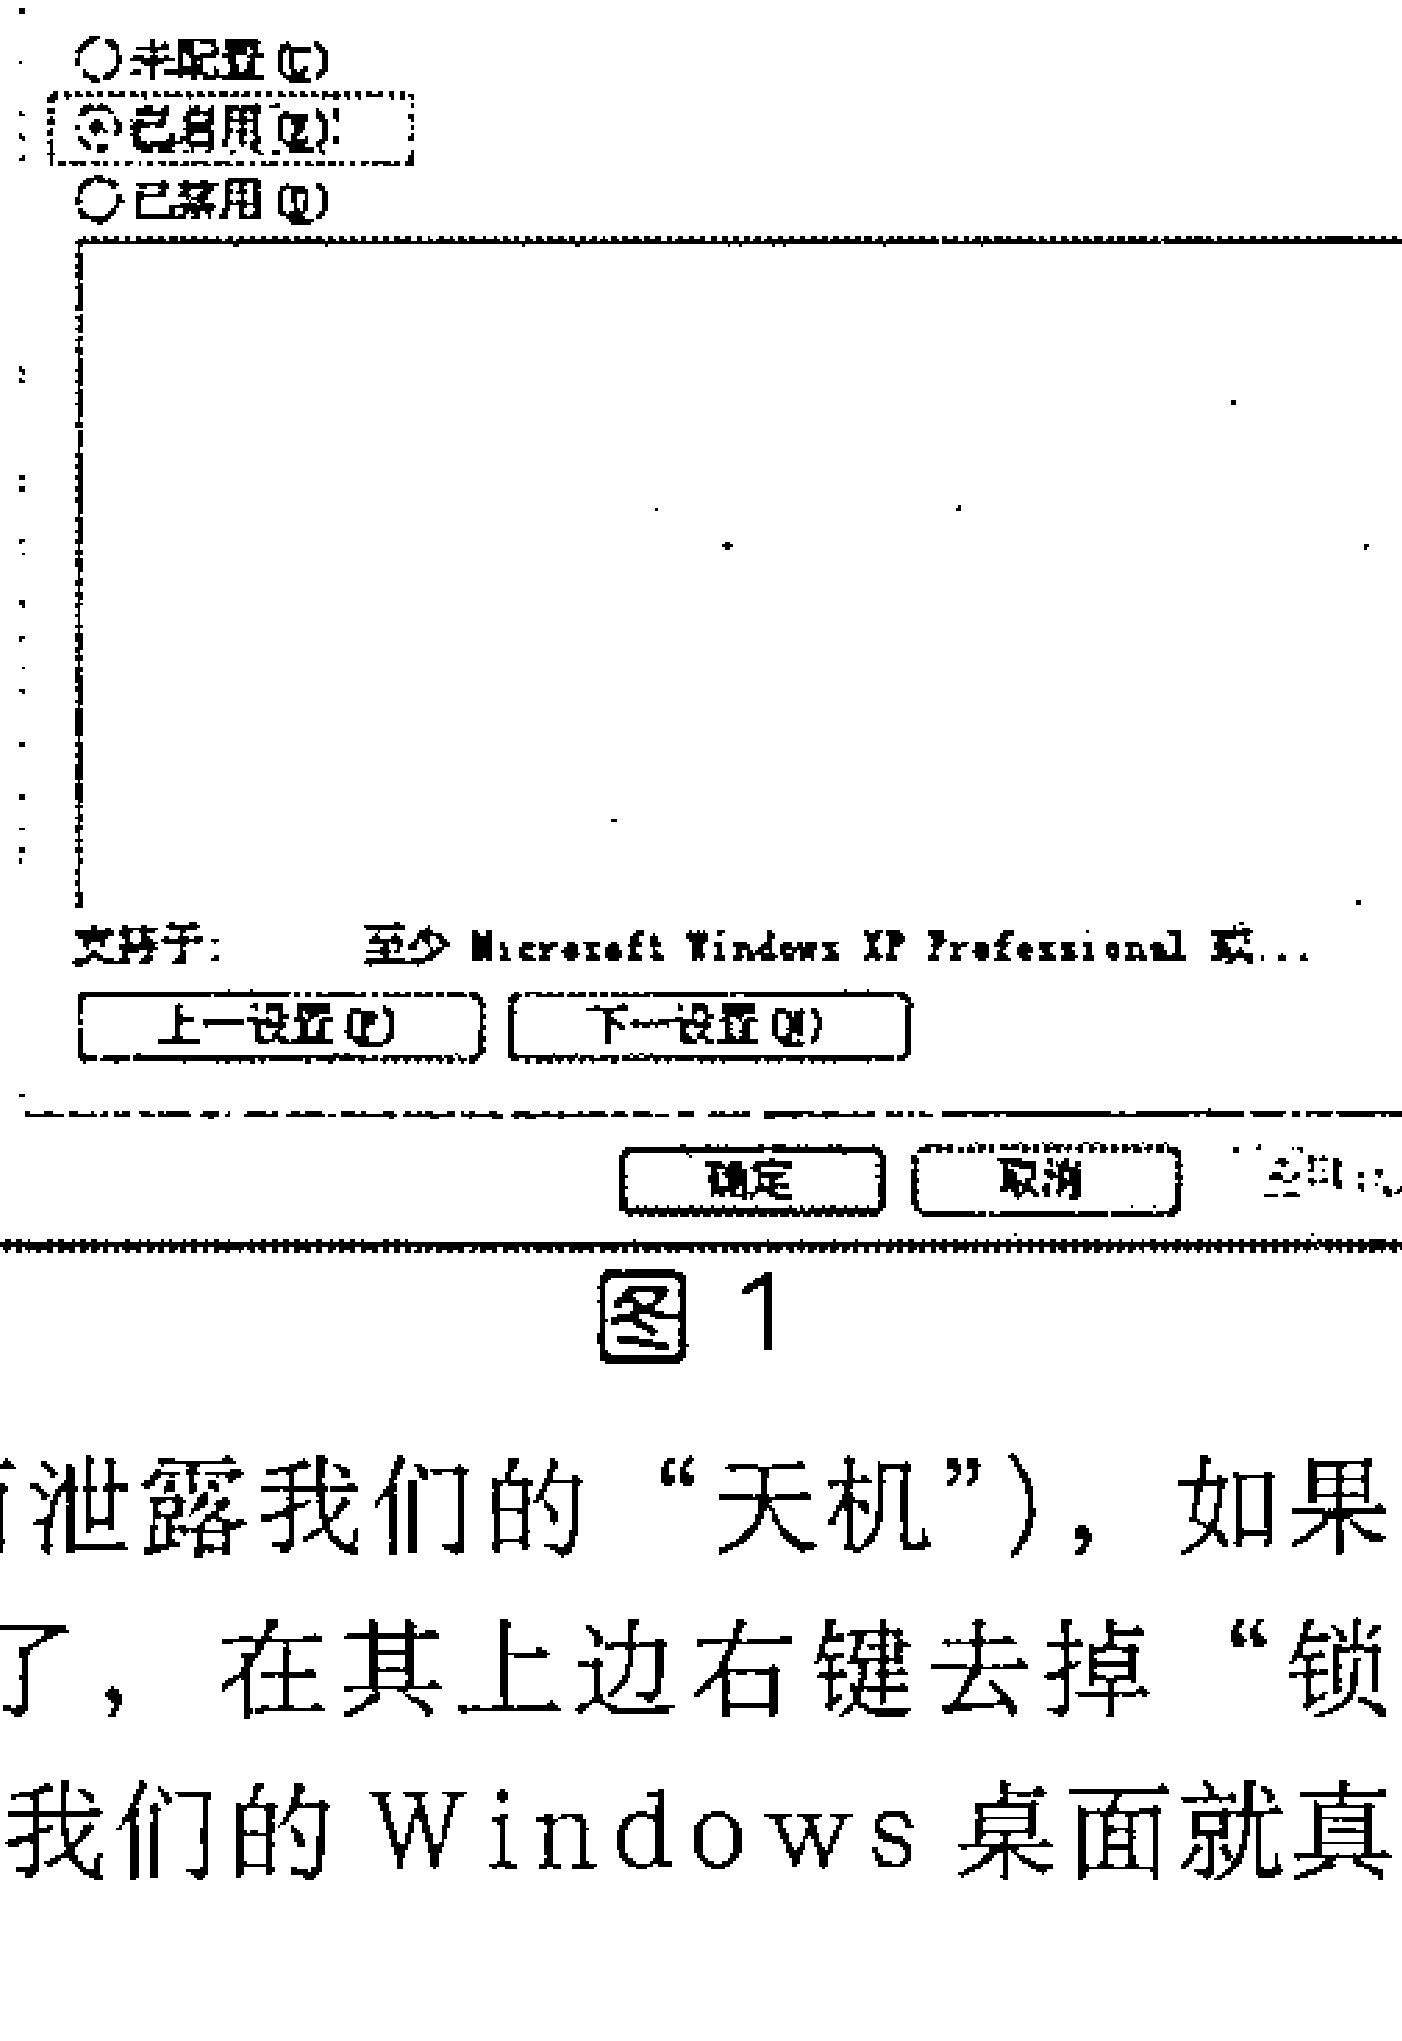 未配置(C)
已启用(E)
已禁用(D)
支持于: 至少 Microsoft Windows XP Professional 或...
上一设置(P) 下一设置(N)
确定 取消
图 1
泄露我们的“天机”)，如果
了，在其上边右键去掉“锁
我们的 Windows 桌面就真